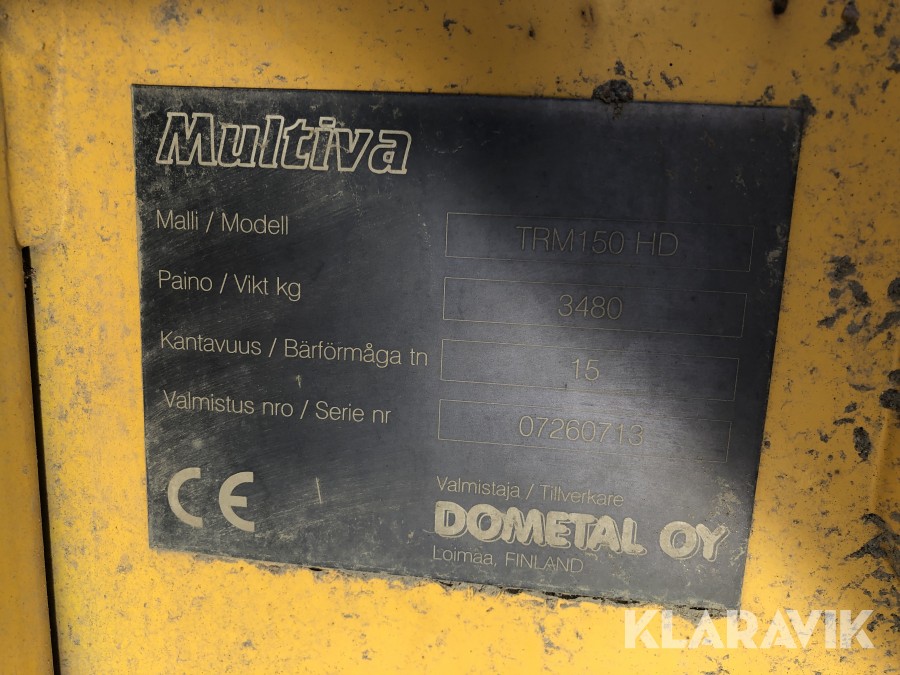 Multiva
Malli / Modell TRM150 HD
Paino / Vikt kg 3480
Kantavuus / Bärförmåga tn 15
Valmistus nro / Serie nr 07260713
CE
Valmistaja / Tillverkare
DOMETAL OY
Loimaa, FINLAND
KLARAVIK